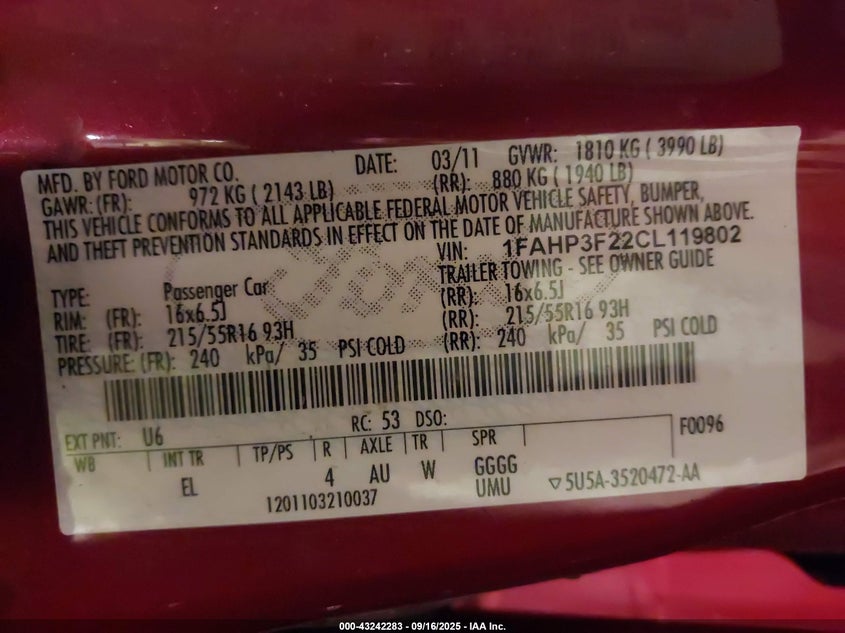 MFD. BY FORD MOTOR CO. DATE: 03/11 GVWR: 1810 KG ( 3990 LB)
GAWR: (FR): 972 KG ( 2143 LB) (RR): 880 KG ( 1940 LB)
THIS VEHICLE CONFORMS TO ALL APPLICABLE FEDERAL MOTOR VEHICLE SAFETY, BUMPER,
AND THEFT PREVENTION STANDARDS IN EFFECT ON THE DATE OF MANUFACTURE SHOWN ABOVE.
VIN: 1FAHP3F22CL119802
TYPE: Passenger Car TRAILER TOWING - SEE OWNER GUIDE
RIM: (FR): 16x6.5J (RR): 16x6.5J
TIRE: (FR): 215/55R16 93H (RR): 215/55R16 93H
PRESSURE: (FR): 240 kPa/ 35 PSI COLD (RR): 240 kPa/ 35 PSI COLD
EXT PNT: U6 RC: 53 DSO: F0096
WB INT TR TP/PS R AXLE TR SPR
EL 4 AU W GGGG
1201103210037 UMU ▽5U5A-3520472-AA
Ford
000-43242283 - 09/16/2025 - IAA Inc.